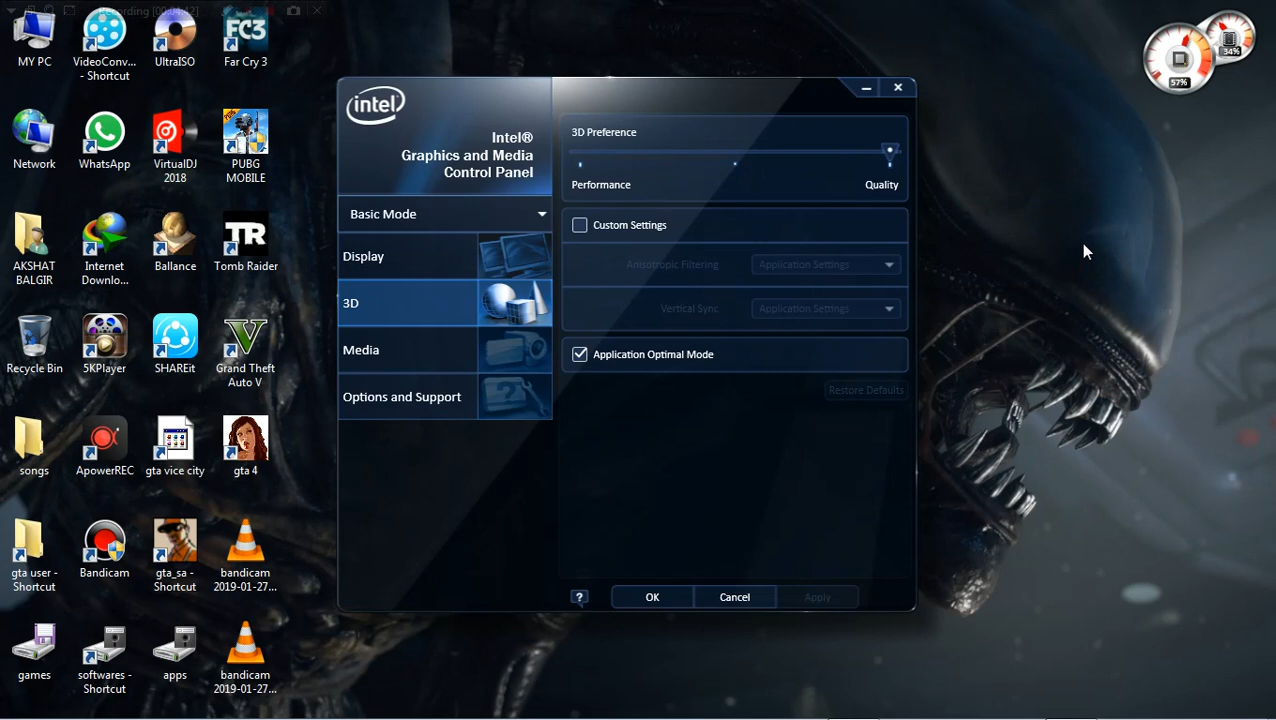 Recording [00:04:42]
MY PC
VideoConv...
- Shortcut
UltraISO
FC3
Far Cry 3
Network
WhatsApp
VirtualDJ
2018
PUBG
MOBILE
AKSHAT
BALGIR
Internet
Downlo...
Ballance
TR
Tomb Raider
Recycle Bin
5KPlayer
SHAREit
Grand Theft
Auto V
songs
ApowerREC
gta vice city
gta 4
gta user -
Shortcut
Bandicam
gta_sa -
Shortcut
bandicam
2019-01-27...
games
softwares -
Shortcut
apps
bandicam
2019-01-27...
intel
Intel®
Graphics and Media
Control Panel
Basic Mode
Display
3D
Media
Options and Support
3D Preference
Performance
Quality
Custom Settings
Anisotropic Filtering
Application Settings
Vertical Sync
Application Settings
Application Optimal Mode
Restore Defaults
?
OK
Cancel
Apply
57%
34%